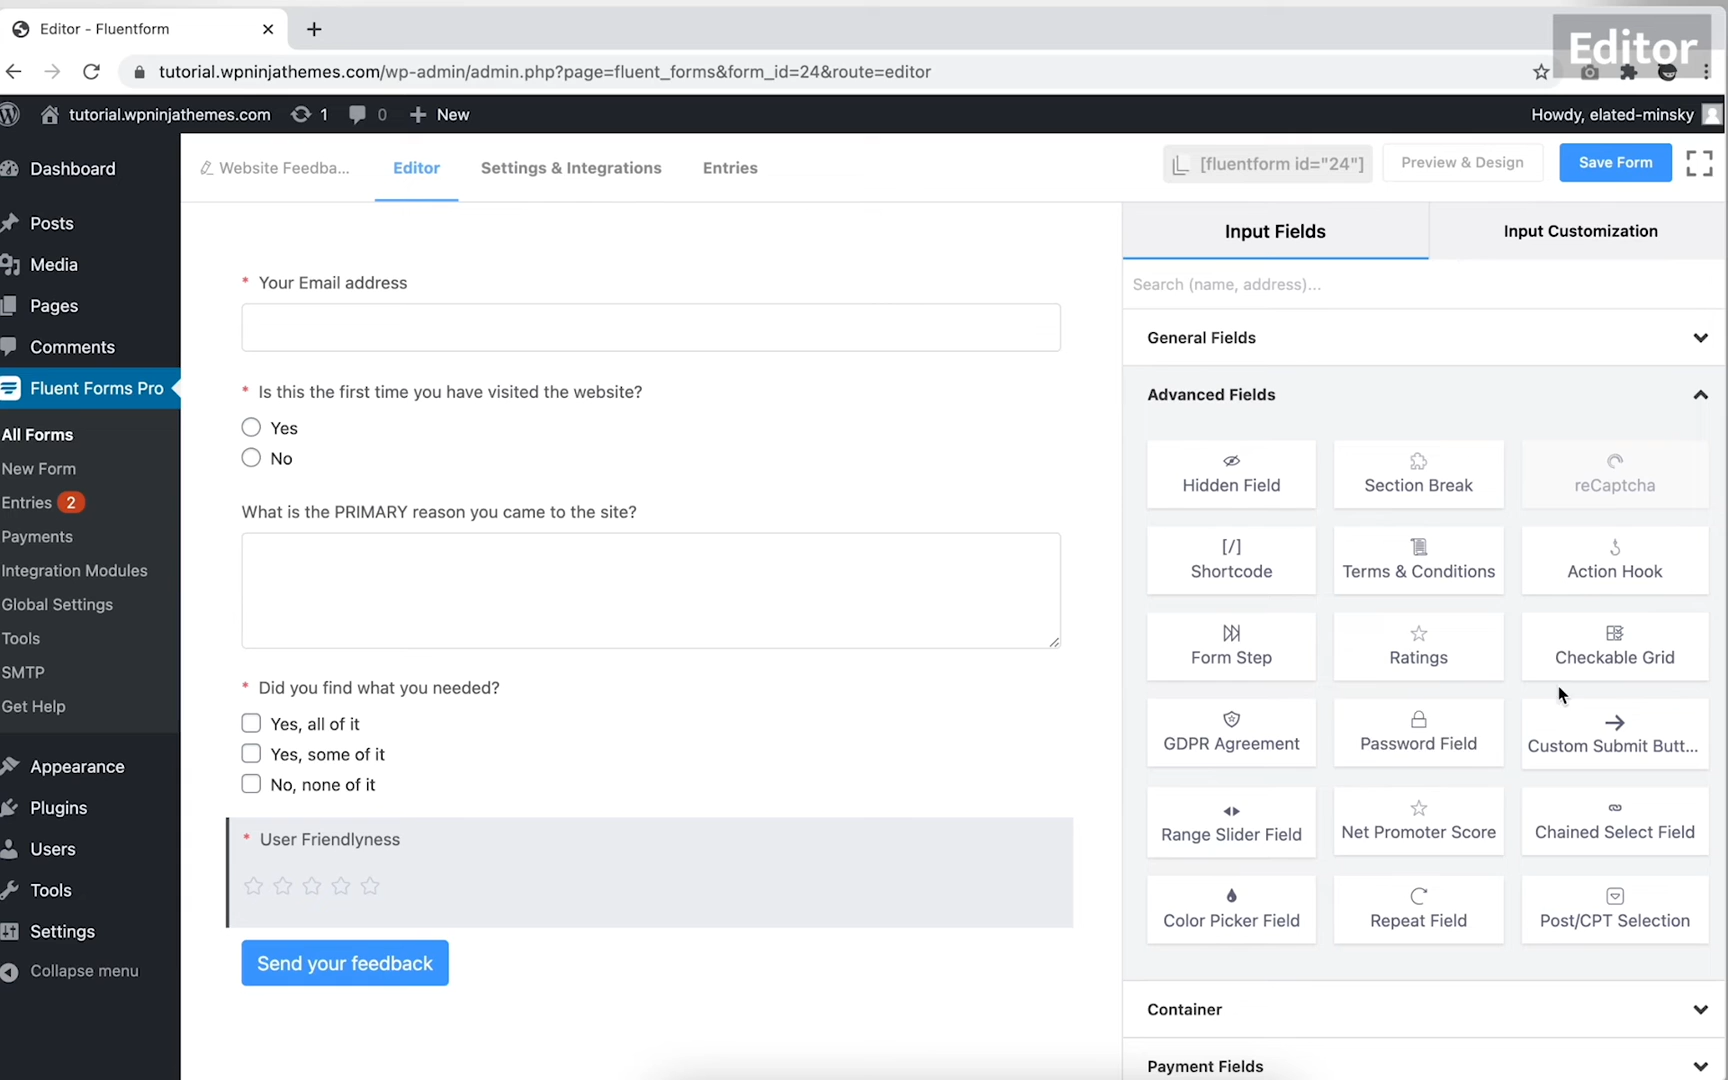 Editor - Fluentform
Editor
tutorial.wpninjathemes.com/wp-admin/admin.php?page=fluent_forms&form_id=24&route=editor
tutorial.wpninjathemes.com 1 0 New
Howdy, elated-minsky
Dashboard
Posts
Media
Pages
Comments
Fluent Forms Pro
All Forms
New Form
Entries 2
Payments
Integration Modules
Global Settings
Tools
SMTP
Get Help
Appearance
Plugins
Users
Tools
Settings
Collapse menu
Website Feedba...
Editor
Settings & Integrations
Entries
[fluentform id="24"]
Preview & Design
Save Form
* Your Email address
* Is this the first time you have visited the website?
Yes
No
What is the PRIMARY reason you came to the site?
* Did you find what you needed?
Yes, all of it
Yes, some of it
No, none of it
* User Friendlyness
Send your feedback
Input Fields
Input Customization
Search (name, address)...
General Fields
Advanced Fields
Hidden Field
Section Break
reCaptcha
[/]
Shortcode
Terms & Conditions
Action Hook
Form Step
Ratings
Checkable Grid
GDPR Agreement
Password Field
Custom Submit Butt...
Range Slider Field
Net Promoter Score
Chained Select Field
Color Picker Field
Repeat Field
Post/CPT Selection
Container
Payment Fields